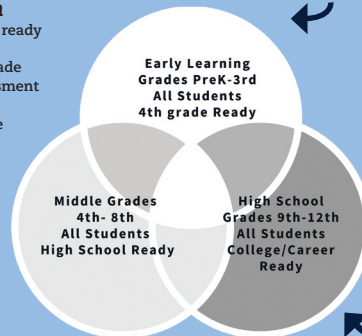 ready
Early Learning
Grades PreK-3rd
All Students
4th grade Ready
Middle Grades
4th- 8th
All Students
High School Ready
High School
Grades 9th-12th
All Students
College/Career
Ready